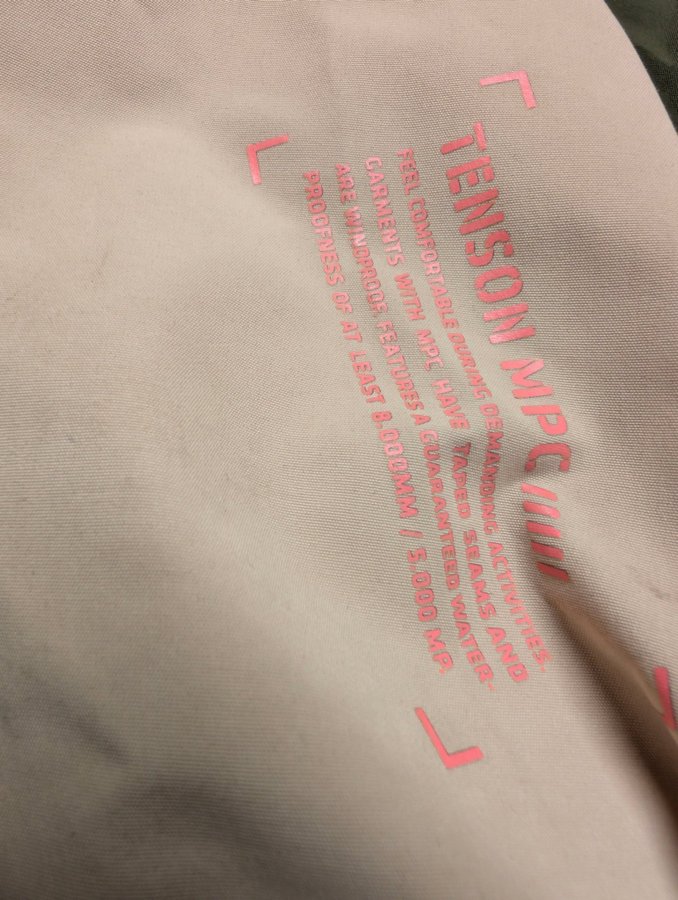 TENSON MPC /////
FEEL COMFORTABLE DURING DEMANDING ACTIVITIES.
GARMENTS WITH MPC HAVE TAPED SEAMS AND
ARE WINDPROOF. FEATURES A GUARANTEED WATER-
PROOFNESS OF AT LEAST 8.000MM / 5.000 MP.